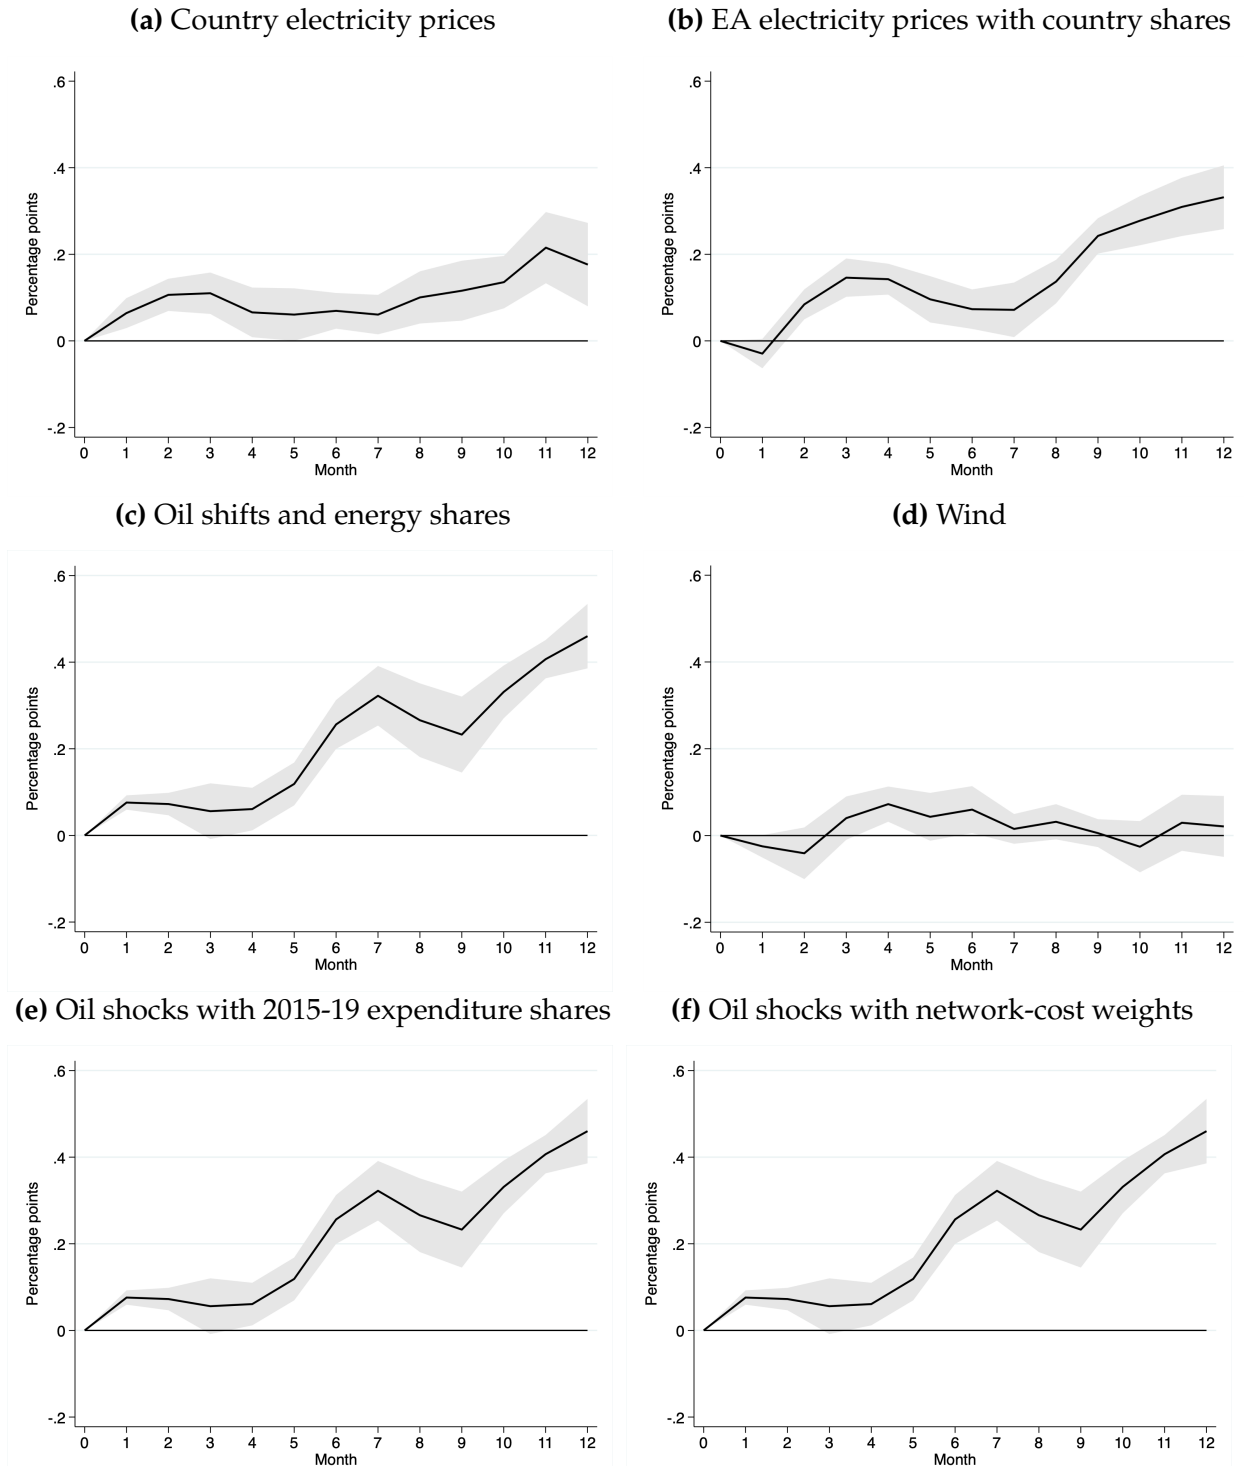 (a) Country electricity prices
.6
.4
.2
0
-.2
Percentage points
0 1 2 3 4 5 6 7 8 9 10 11 12
Month
(b) EA electricity prices with country shares
.6
.4
.2
0
-.2
Percentage points
0 1 2 3 4 5 6 7 8 9 10 11 12
Month
(c) Oil shifts and energy shares
.6
.4
.2
0
-.2
Percentage points
0 1 2 3 4 5 6 7 8 9 10 11 12
Month
(d) Wind
.6
.4
.2
0
-.2
Percentage points
0 1 2 3 4 5 6 7 8 9 10 11 12
Month
(e) Oil shocks with 2015-19 expenditure shares
.6
.4
.2
0
-.2
Percentage points
0 1 2 3 4 5 6 7 8 9 10 11 12
Month
(f) Oil shocks with network-cost weights
.6
.4
.2
0
-.2
Percentage points
0 1 2 3 4 5 6 7 8 9 10 11 12
Month